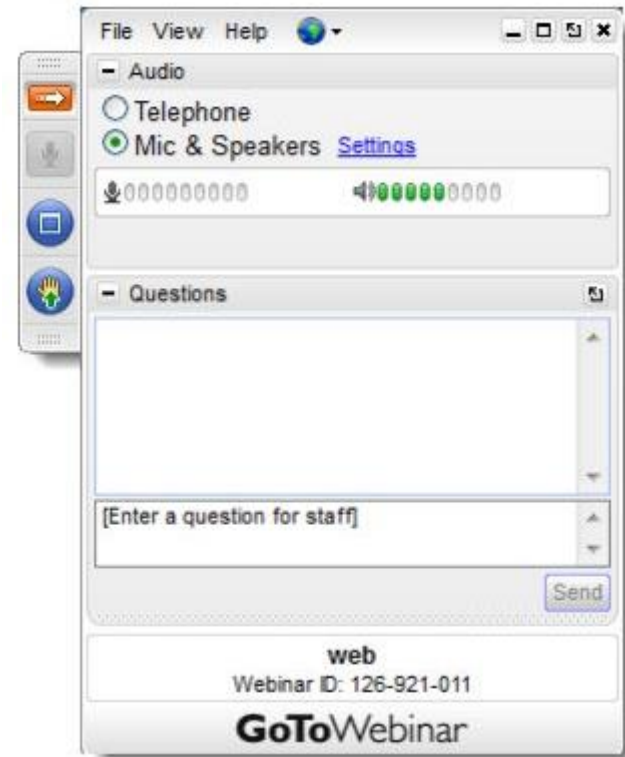 File View Help
Audio
Telephone
Mic & Speakers Settings
Questions
[Enter a question for staff]
Send
web
Webinar ID: 126-921-011
GoToWebinar